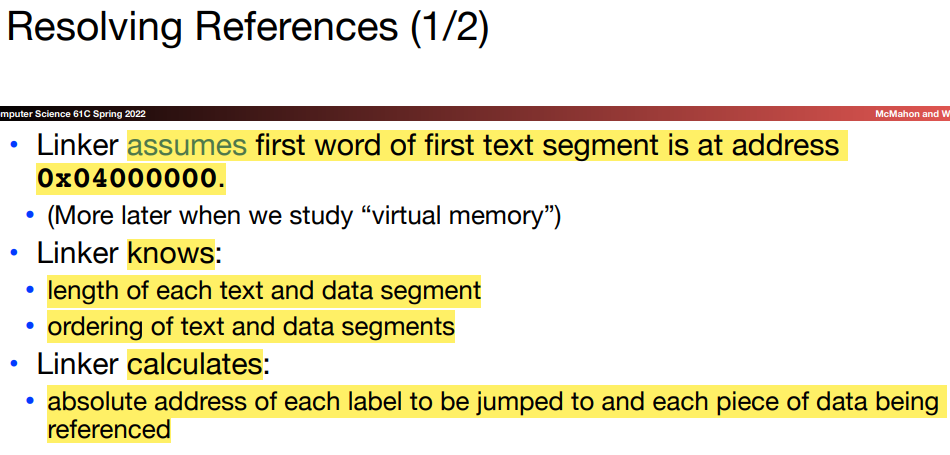 Resolving References (1/2)
mputer Science 61C Spring 2022 McMahon and W
• Linker assumes first word of first text segment is at address
0x04000000.
• (More later when we study “virtual memory”)
• Linker knows:
• length of each text and data segment
• ordering of text and data segments
• Linker calculates:
• absolute address of each label to be jumped to and each piece of data being
referenced